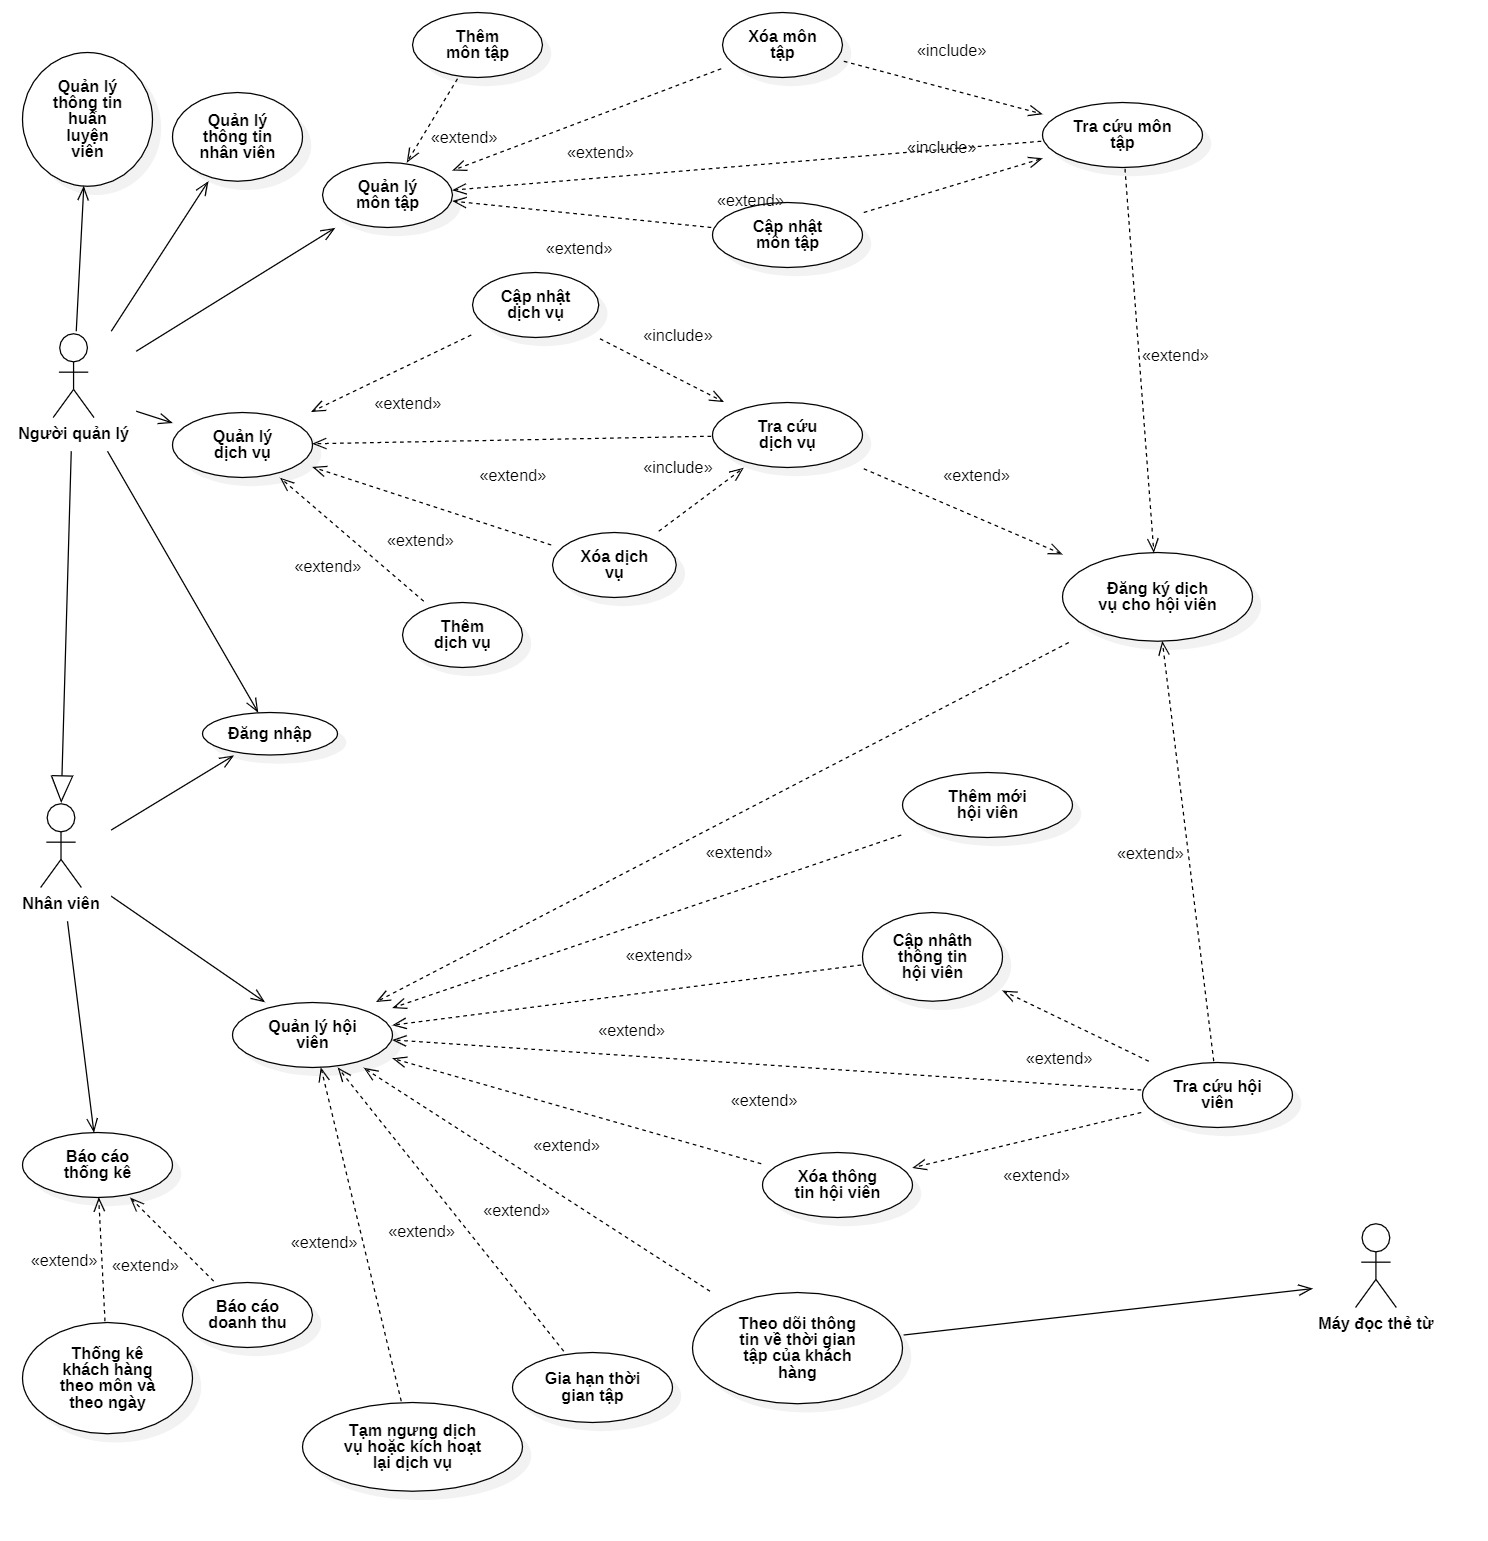 Thêm
môn tập
Xóa môn
tập
«include»
Quản lý
thông tin
huấn
luyện
viên
Quản lý
thông tin
nhân viên
«extend»
«extend»
«include»
Tra cứu môn
tập
Quản lý
môn tập
«extend»
Cập nhật
môn tập
«extend»
Cập nhật
dịch vụ
«include»
«extend»
«extend»
Người quản lý
Quản lý
dịch vụ
Tra cứu
dịch vụ
«extend»
«include»
«extend»
«extend»
«extend»
Xóa dịch
vụ
Thêm
dịch vụ
Đăng ký dịch
vụ cho hội viên
Đăng nhập
Thêm mới
hội viên
«extend»
«extend»
Nhân viên
Cập nhâth
thông tin
hội viên
«extend»
Quản lý hội
viên
«extend»
«extend»
Tra cứu hội
viên
«extend»
«extend»
Báo cáo
thống kê
Xóa thông
tin hội viên
«extend»
«extend»
«extend»
«extend»
«extend»
«extend»
Báo cáo
doanh thu
Thống kê
khách hàng
theo môn và
theo ngày
Theo dõi thông
tin về thời gian
tập của khách
hàng
Máy đọc thẻ từ
Gia hạn thời
gian tập
Tạm ngưng dịch
vụ hoặc kích hoạt
lại dịch vụ